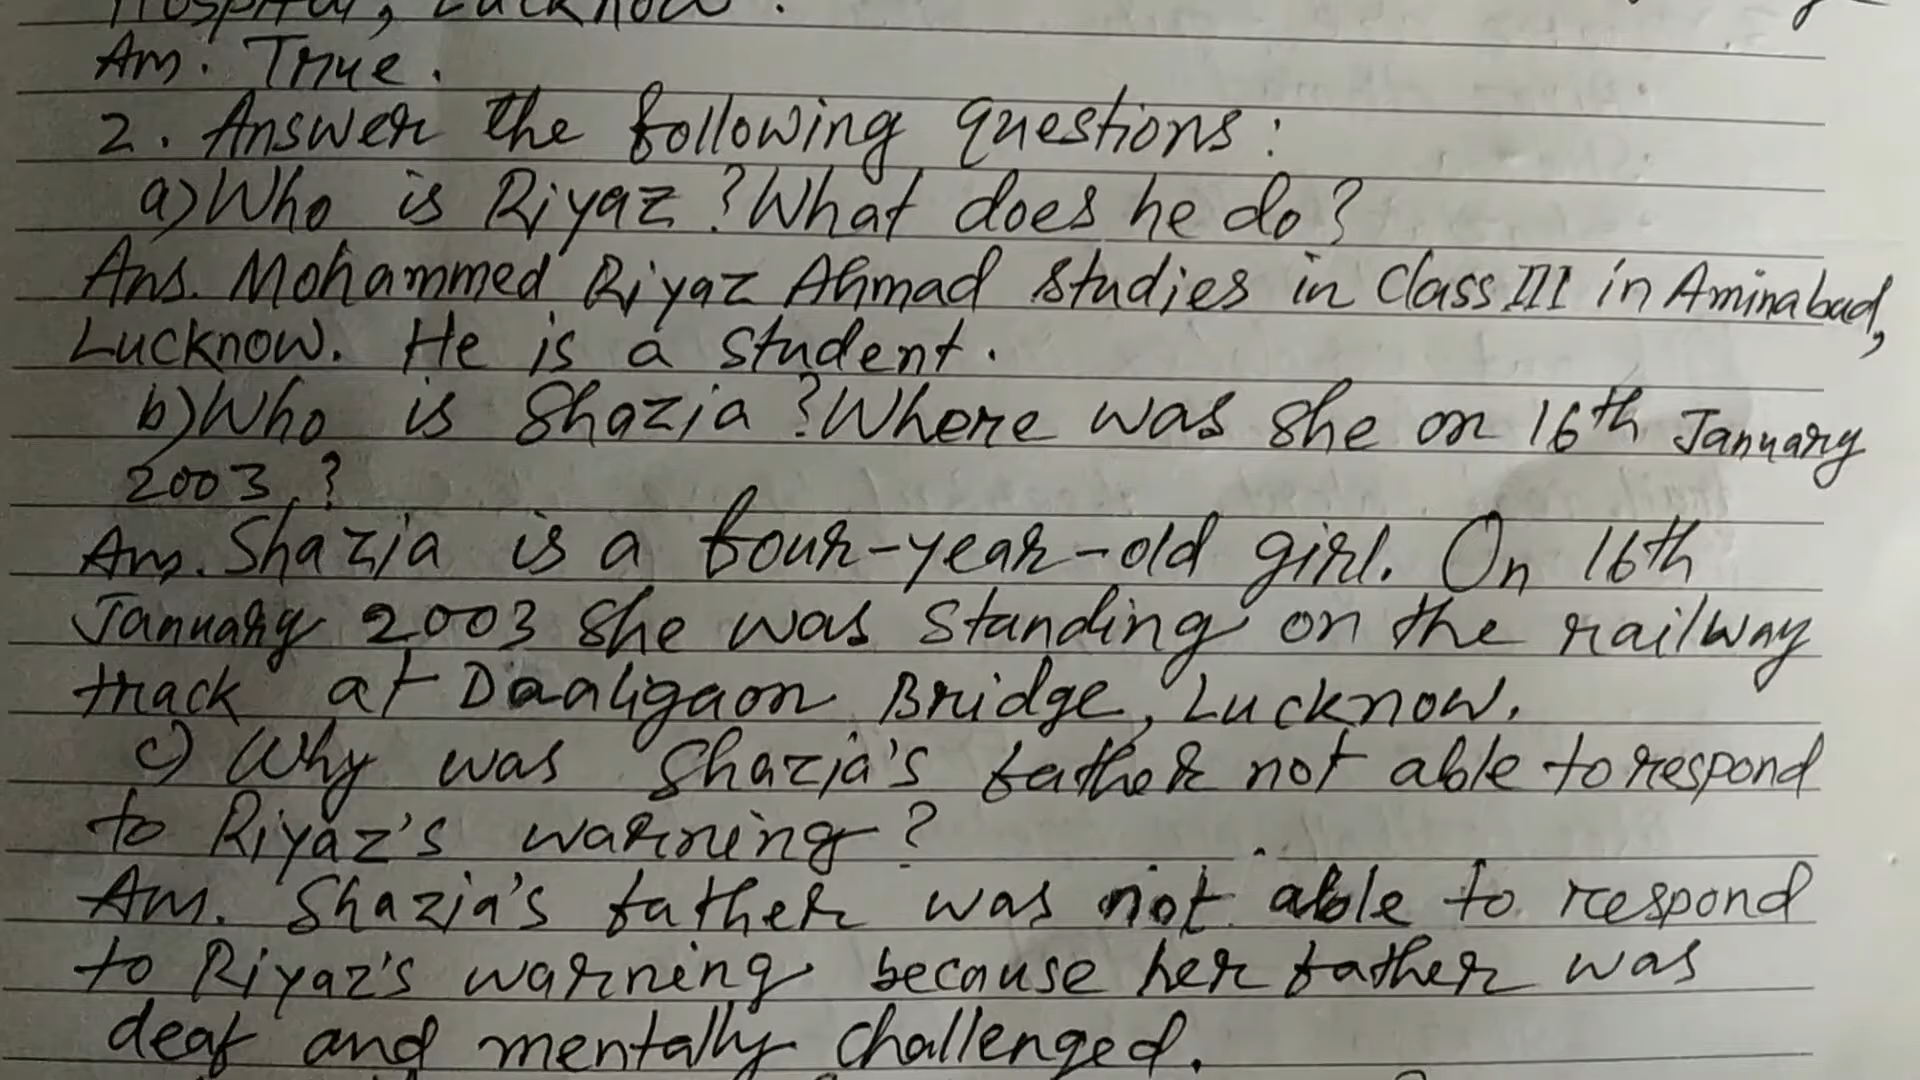 Hospital, Lucknow.
Ans. True.
2. Answer the following questions:
a) Who is Riyaz? What does he do?
Ans. Mohammed Riyaz Ahmad studies in Class III in Aminabad,
Lucknow. He is a student.
b) Who is Shazia? Where was she on 16th January
2003?
Ans. Shazia is a four-year-old girl. On 16th
January 2003 she was standing on the railway
track at Daaligaon Bridge, Lucknow.
c) Why was Shazia's father not able to respond
to Riyaz's warning?
Ans. Shazia's father was not able to respond
to Riyaz's warning because her father was
deaf and mentally challenged.